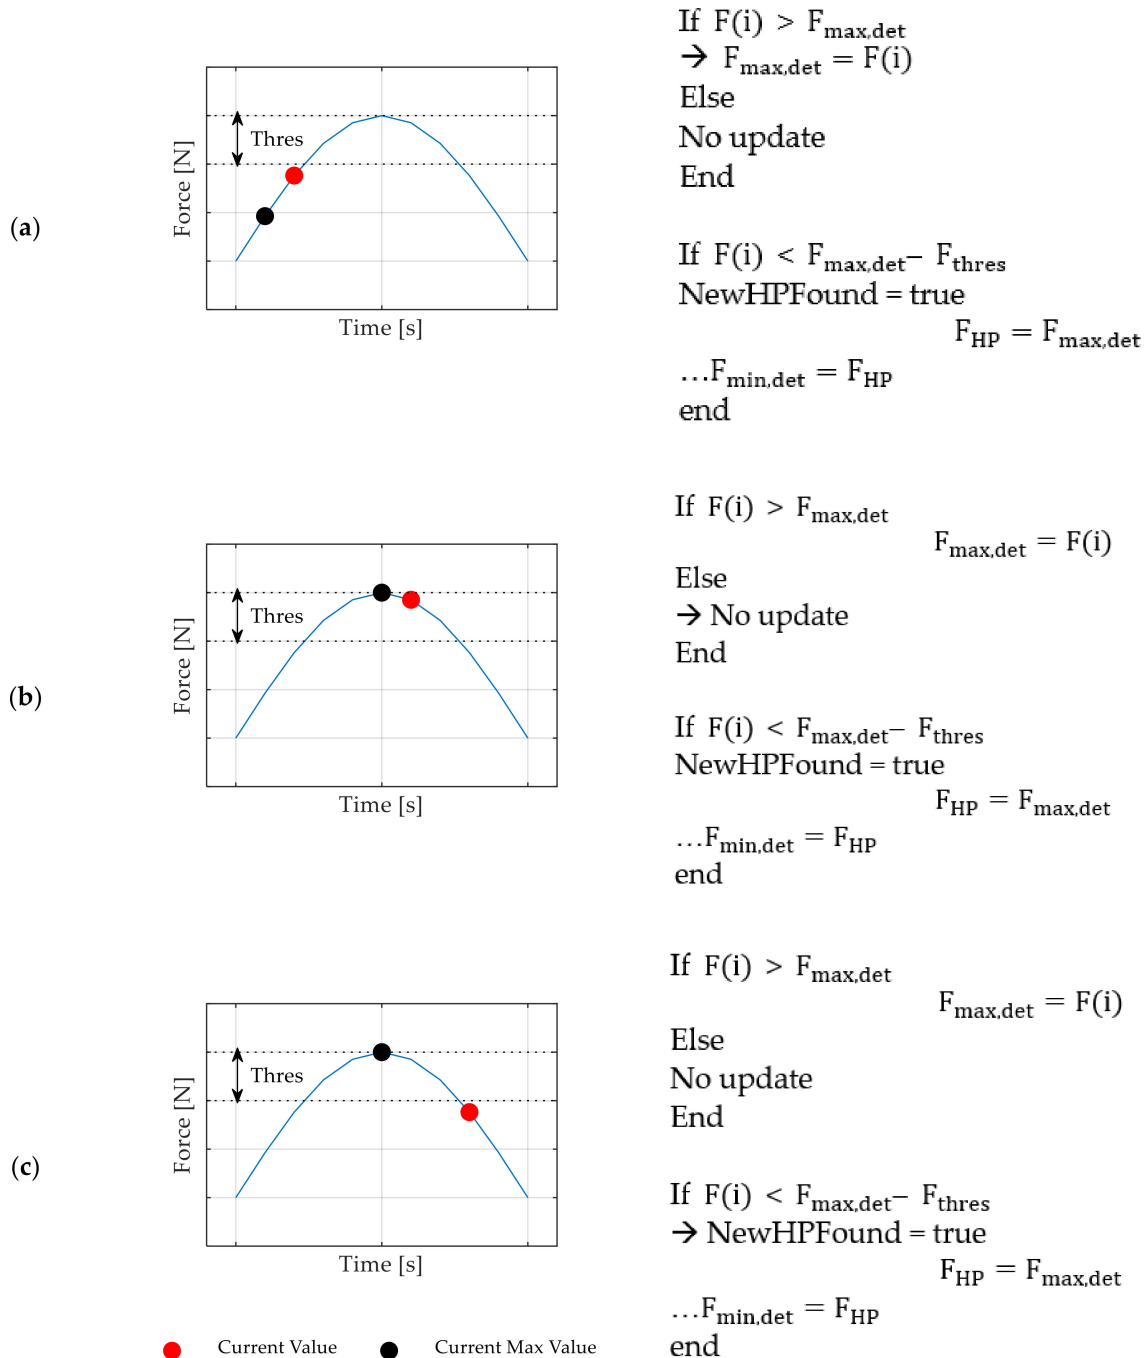 If F(i) > Fmax,det
→ Fmax,det = F(i)
Else
No update
End
If F(i) < Fmax,det– Fthres
NewHPFound = true
FHP = Fmax,det
...Fmin,det = FHP
end
(a)
Force [N]
Thres
Time [s]
If F(i) > Fmax,det
Fmax,det = F(i)
Else
→ No update
End
If F(i) < Fmax,det– Fthres
NewHPFound = true
FHP = Fmax,det
...Fmin,det = FHP
end
(b)
Force [N]
Thres
Time [s]
If F(i) > Fmax,det
Fmax,det = F(i)
Else
No update
End
If F(i) < Fmax,det– Fthres
→ NewHPFound = true
FHP = Fmax,det
...Fmin,det = FHP
end
(c)
Force [N]
Thres
Time [s]
Current Value
Current Max Value